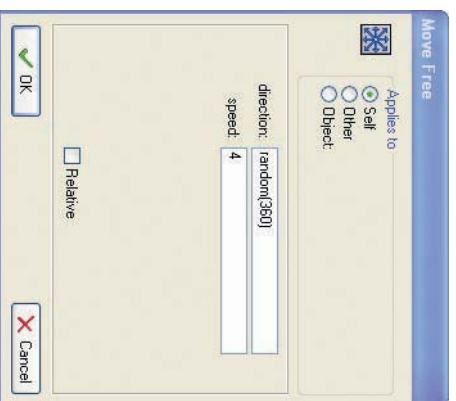 Move Free
Applies to
Self
Other
Object:
direction: random(360)
speed: 4
Relative
OK
Cancel